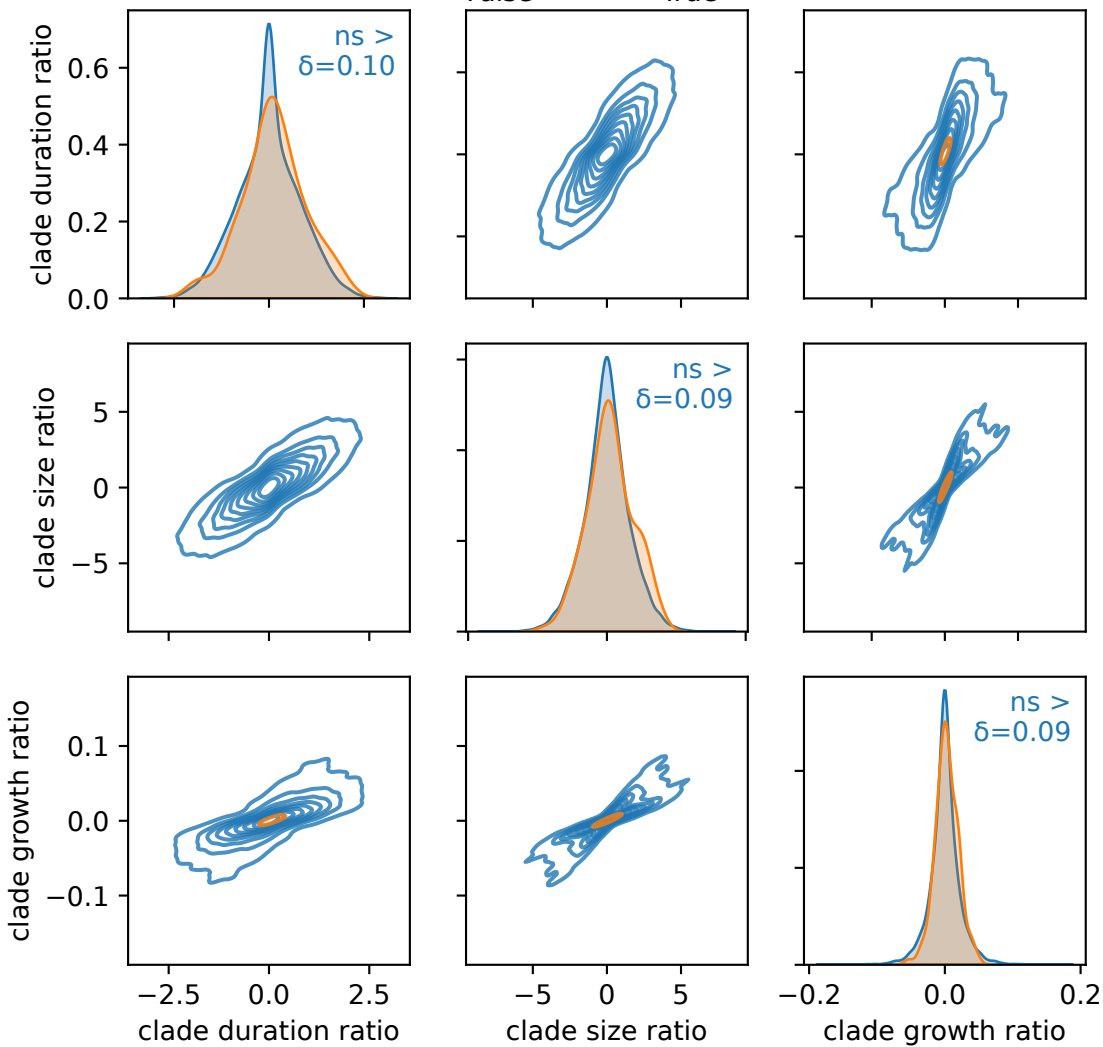 clade duration ratio
0.6
0.4
0.2
0.0
ns >
δ=0.10
clade size ratio
5
0
−5
ns >
δ=0.09
clade growth ratio
0.1
0.0
−0.1
ns >
δ=0.09
−2.5 0.0 2.5
−5 0 5
−0.2 0.0 0.2
clade duration ratio
clade size ratio
clade growth ratio